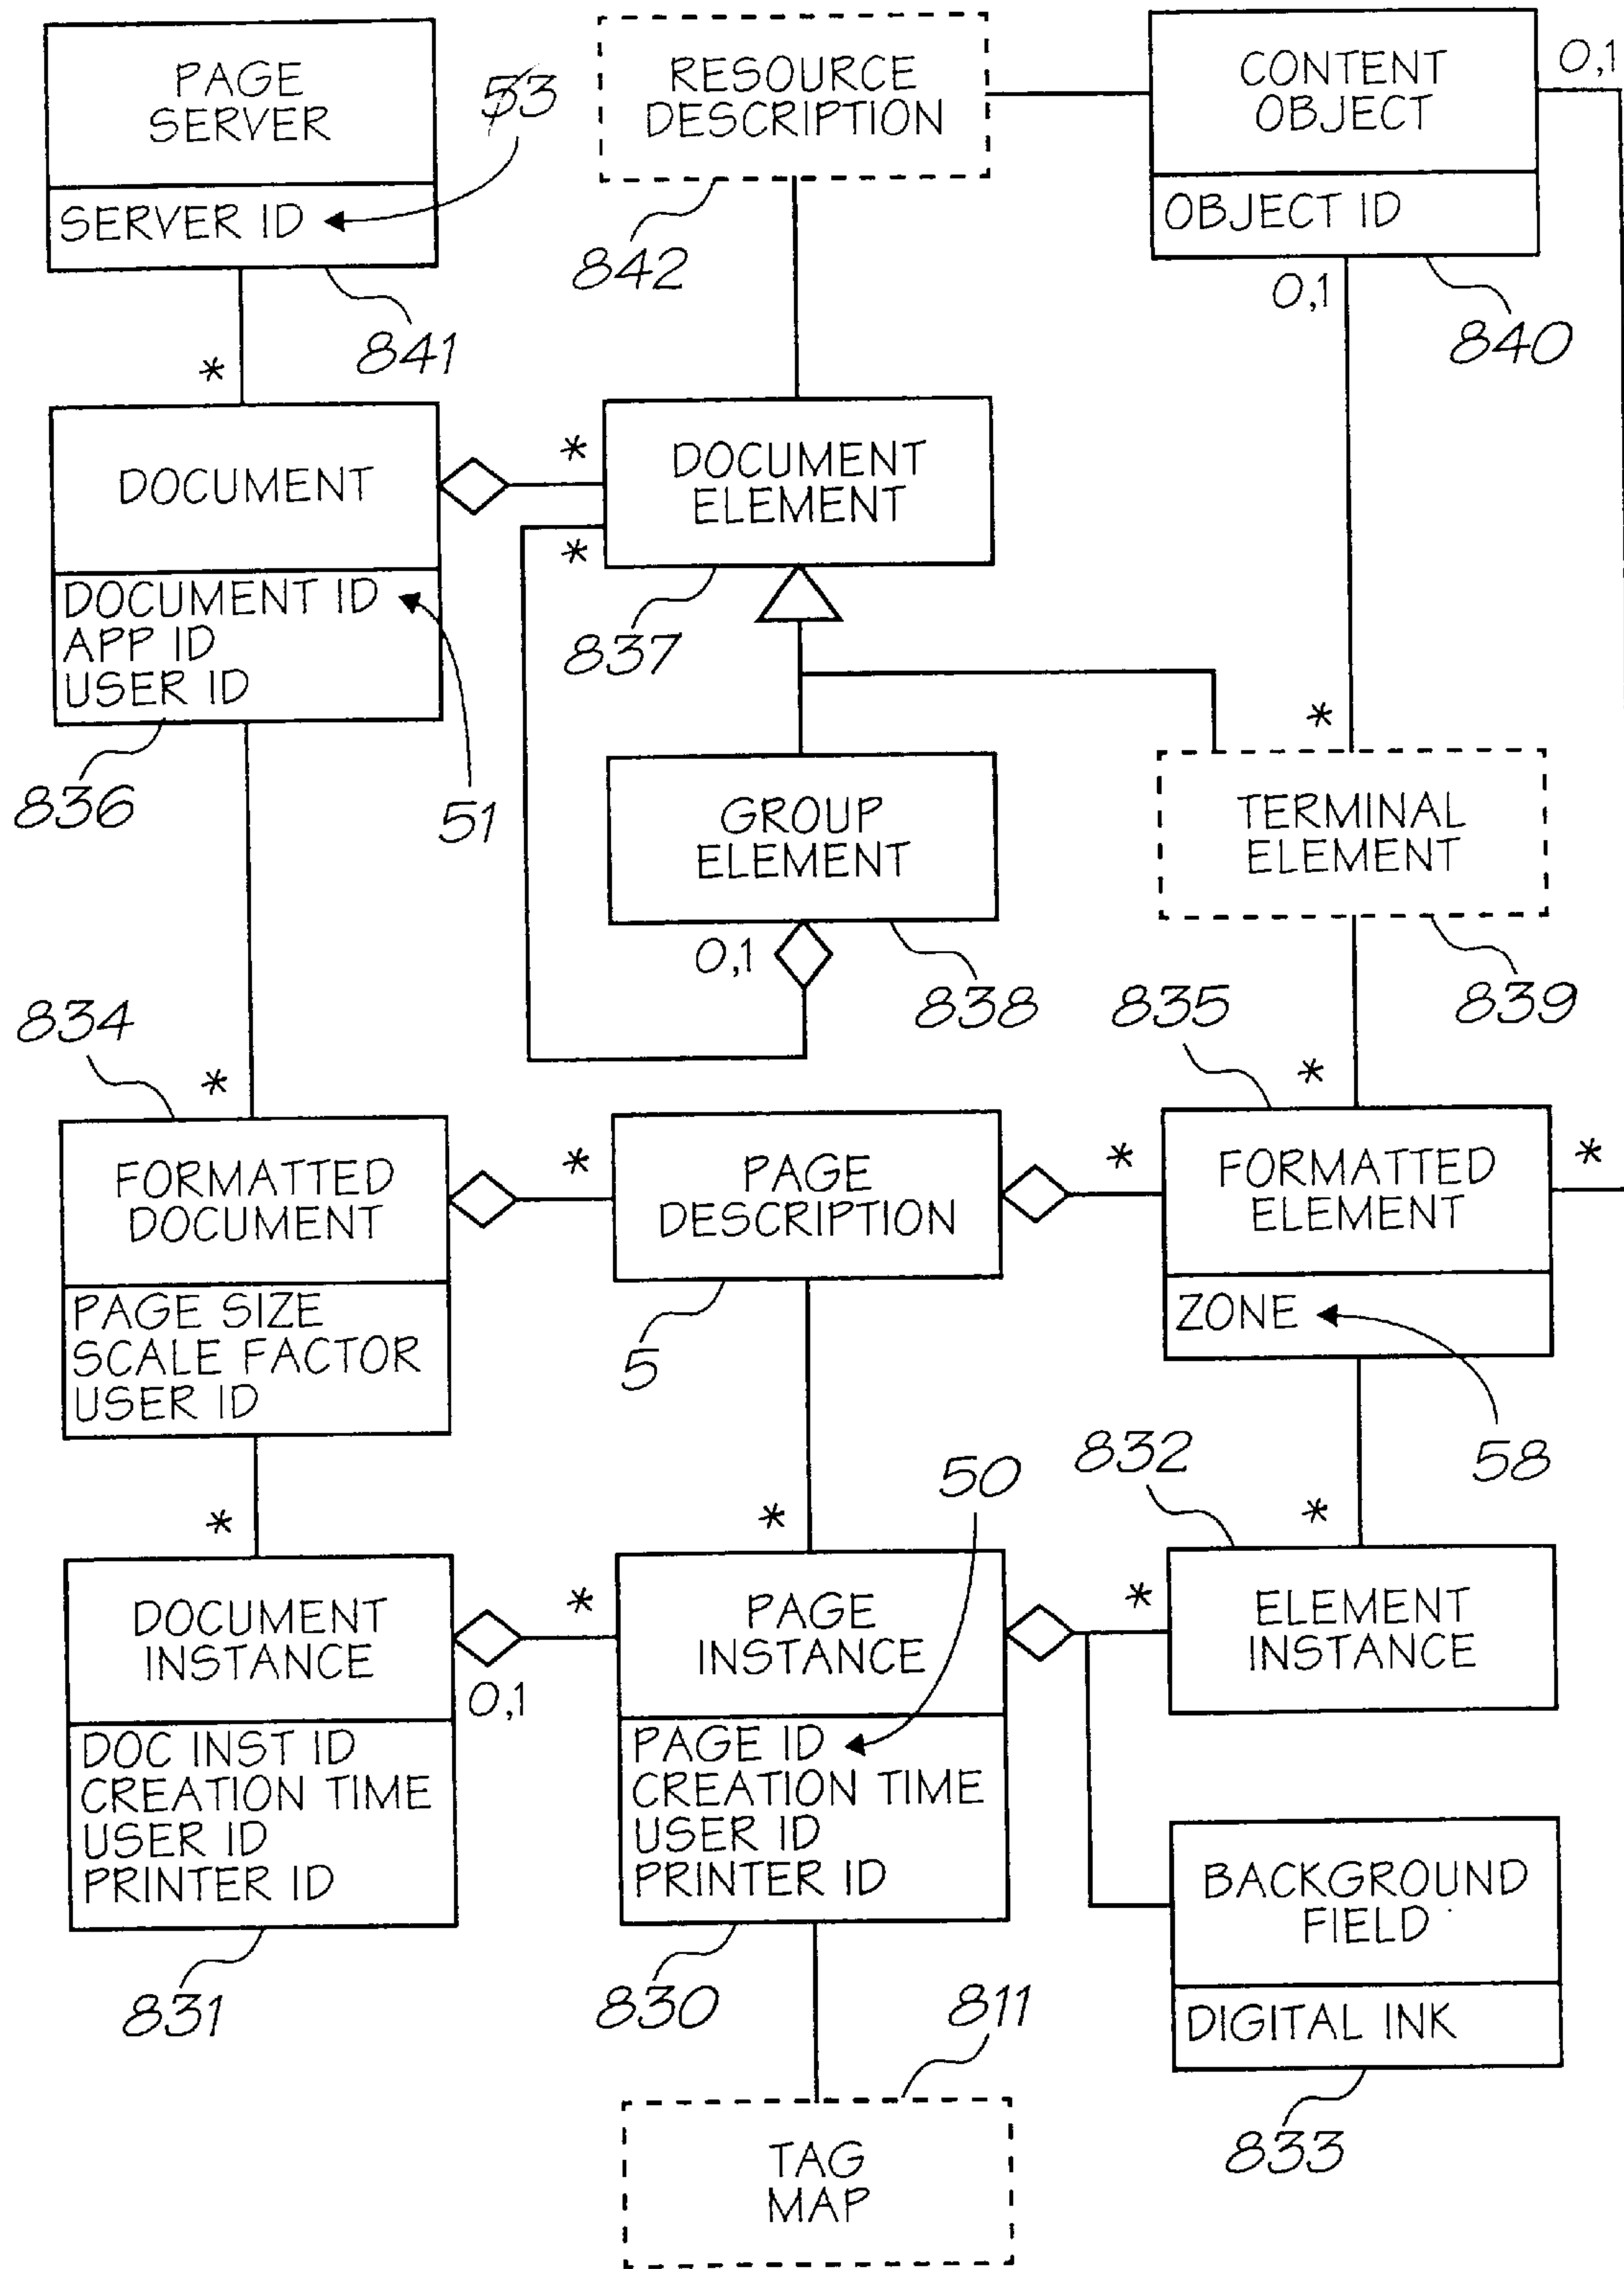 PAGE
SERVER
53
SERVER ID
841
*
RESOURCE
DESCRIPTION
842
CONTENT
OBJECT
0,1
OBJECT ID
0,1
840
DOCUMENT
DOCUMENT ID
APP ID
USER ID
836
51
*
DOCUMENT
ELEMENT
*
837
GROUP
ELEMENT
0,1
838
*
TERMINAL
ELEMENT
839
834
*
FORMATTED
DOCUMENT
PAGE SIZE
SCALE FACTOR
USER ID
*
PAGE
DESCRIPTION
5
835
*
*
FORMATTED
ELEMENT
*
ZONE
58
*
DOCUMENT
INSTANCE
0,1
DOC INST ID
CREATION TIME
USER ID
PRINTER ID
831
*
*
50
PAGE
INSTANCE
PAGE ID
CREATION TIME
USER ID
PRINTER ID
830
832
*
*
ELEMENT
INSTANCE
BACKGROUND
FIELD
DIGITAL INK
833
811
TAG
MAP